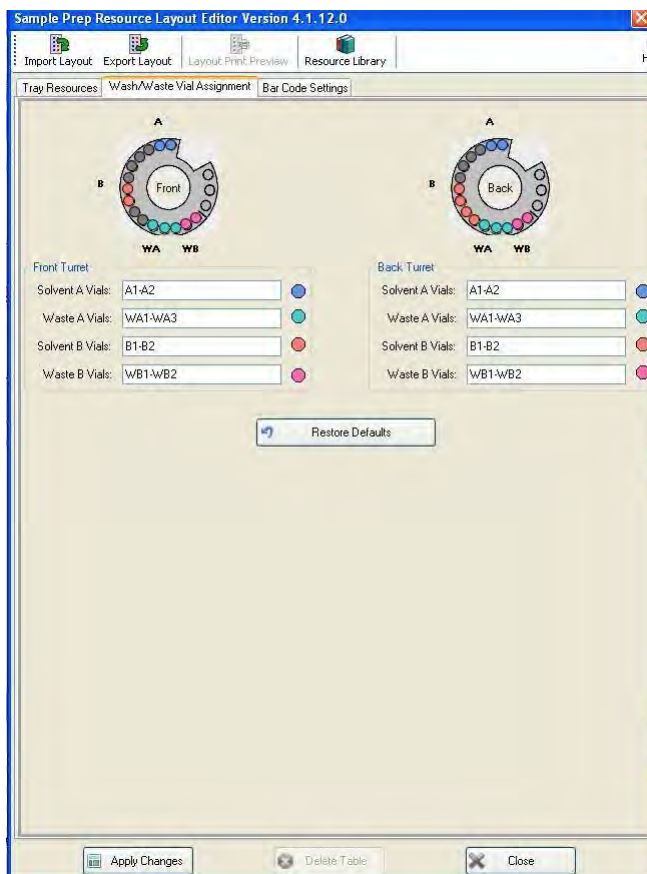 Sample Prep Resource Layout Editor Version 4.1.12.0
Import Layout Export Layout Layout Print Preview Resource Library H
Tray Resources Wash/Waste Vial Assignment Bar Code Settings
A A
B Front B Back
WA WB WA WB
Front Turret Back Turret
Solvent A Vials: A1-A2 Solvent A Vials: A1-A2
Waste A Vials: WA1-WA3 Waste A Vials: WA1-WA3
Solvent B Vials: B1-B2 Solvent B Vials: B1-B2
Waste B Vials: WB1-WB2 Waste B Vials: WB1-WB2
Restore Defaults
Apply Changes Delete Table Close